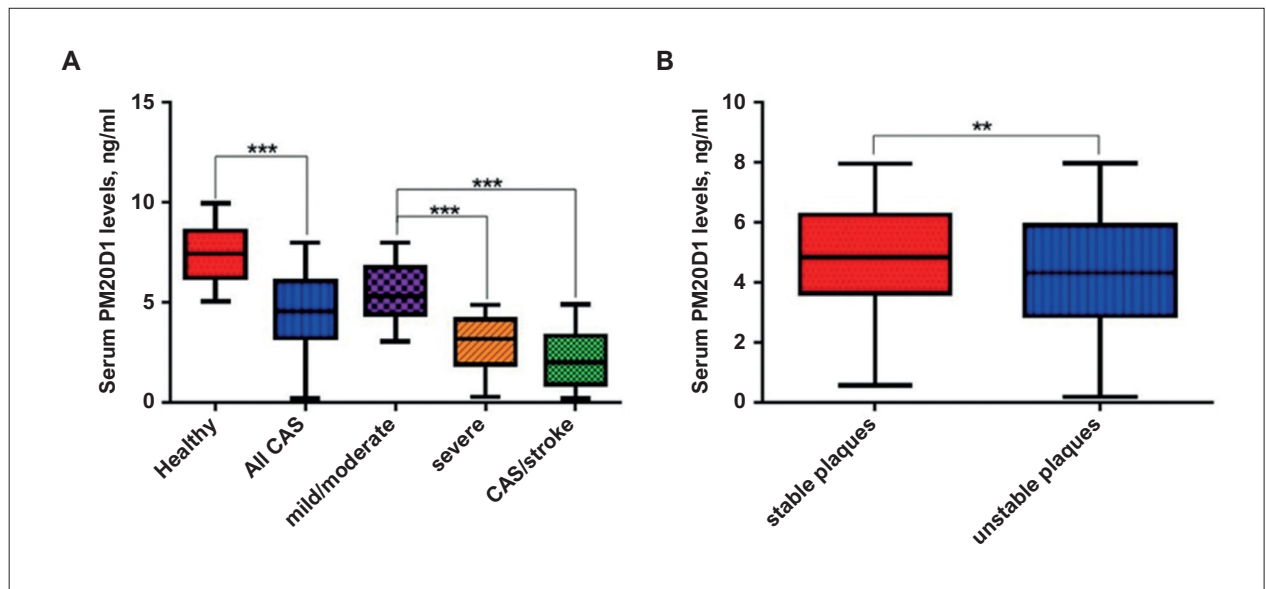 A
Serum PM20D1 levels, ng/ml
15
10
5
0
***
***
***
Healthy
All CAS
mild/moderate
severe
CAS/stroke
B
Serum PM20D1 levels, ng/ml
10
8
6
4
2
0
**
stable plaques
unstable plaques